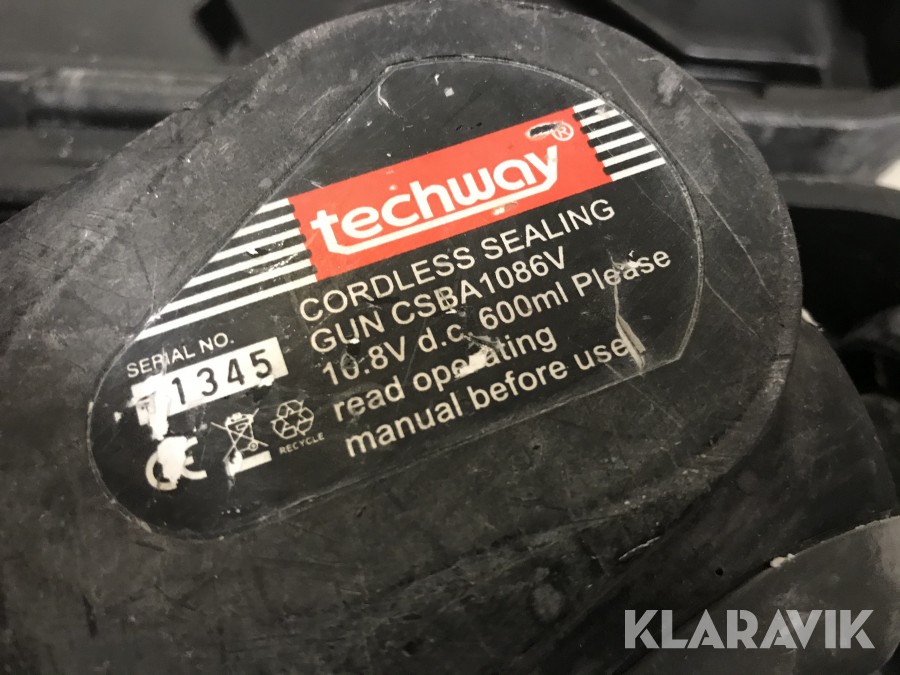 techway®
CORDLESS SEALING
GUN CSBA1086V
10.8V d.c. 600ml Please
read operating
manual before use!
SERIAL NO.
1345
CE
RECYCLE
KLARAVIK